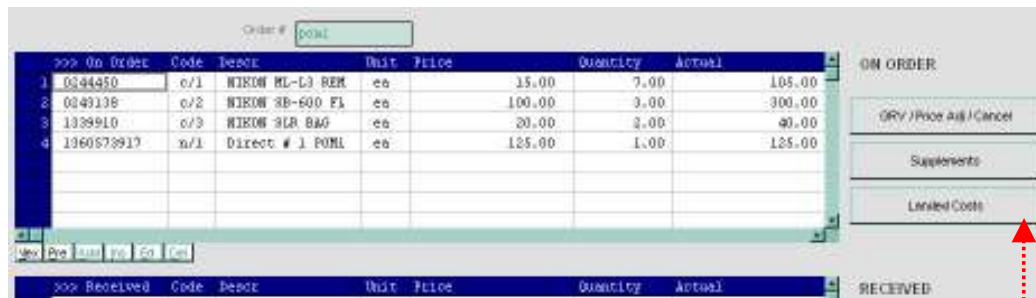 Order #
>>> On Order Code Descr Unit Price Quantity Actual ON ORDER
1 0244450 c/1 NIKON ML-L3 REM ea 15.00 7.00 105.00
2 0243138 c/2 NIKON SB-600 FL ea 100.00 3.00 300.00
3 1339910 c/3 NIKON SLR BAG ea 20.00 2.00 40.00
4 1360573917 n/1 Direct # 1 ea 125.00 1.00 125.00
GRV / Price Adj / Cancel
Supplements
Landed Costs
Nex Pre Ins Ed
>>> Received Code Descr Unit Price Quantity Actual RECEIVED